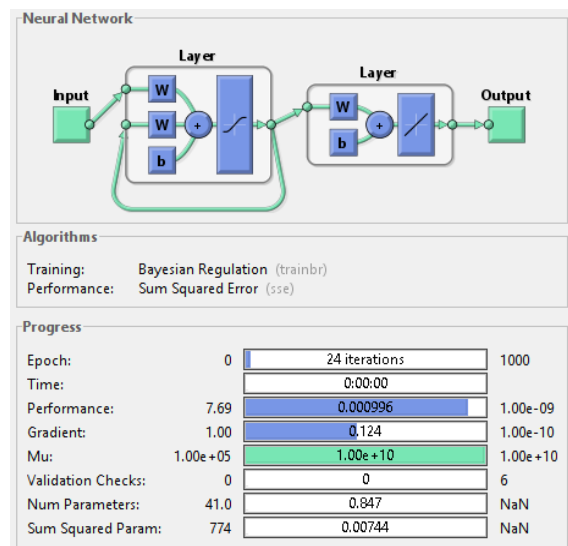 Neural Network
Layer
Layer
Input
Output
W
W
W
+
+
b
b
Algorithms
Training: Bayesian Regulation (trainbr)
Performance: Sum Squared Error (sse)
Progress
Epoch: 0 24 iterations 1000
Time: 0:00:00
Performance: 7.69 0.000996 1.00e-09
Gradient: 1.00 0.124 1.00e-10
Mu: 1.00e+05 1.00e+10 1.00e+10
Validation Checks: 0 0 6
Num Parameters: 41.0 0.847 NaN
Sum Squared Param: 774 0.00744 NaN